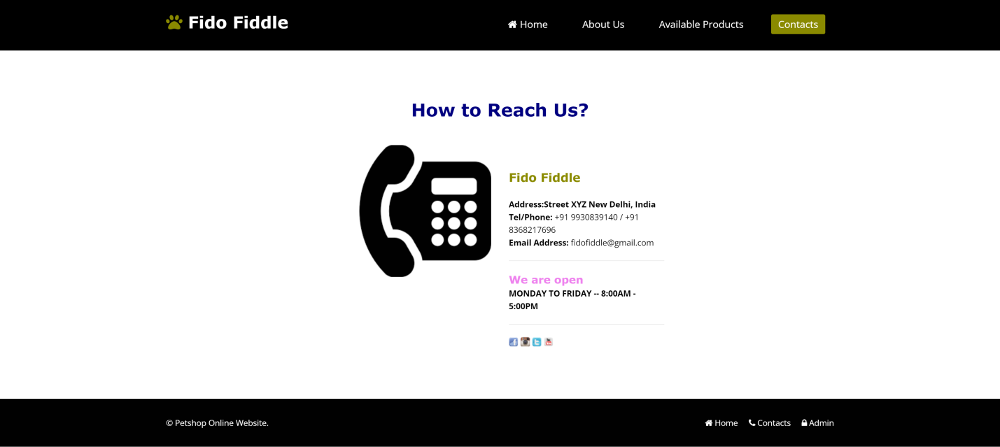 Fido Fiddle
Home About Us Available Products Contacts
How to Reach Us?
Fido Fiddle
Address:Street XYZ New Delhi, India
Tel/Phone: +91 9930839140 / +91
8368217696
Email Address: fidofiddle@gmail.com
We are open
MONDAY TO FRIDAY -- 8:00AM -
5:00PM
© Petshop Online Website.
Home Contacts Admin